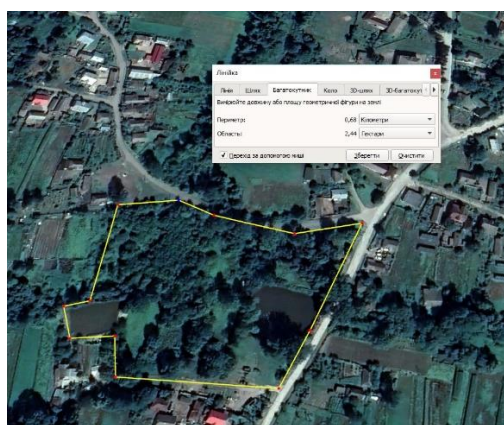 Лінійка
Лінія Шлях Багатокутник Коло 3D-шлях 3D-багатокут
Виміряйте довжину або площу геометричної фігури на землі
Периметр: 0,68 Кілометри
Область: 2,44 Гектари
Перехід за допомогою миші Зберегти Очистити